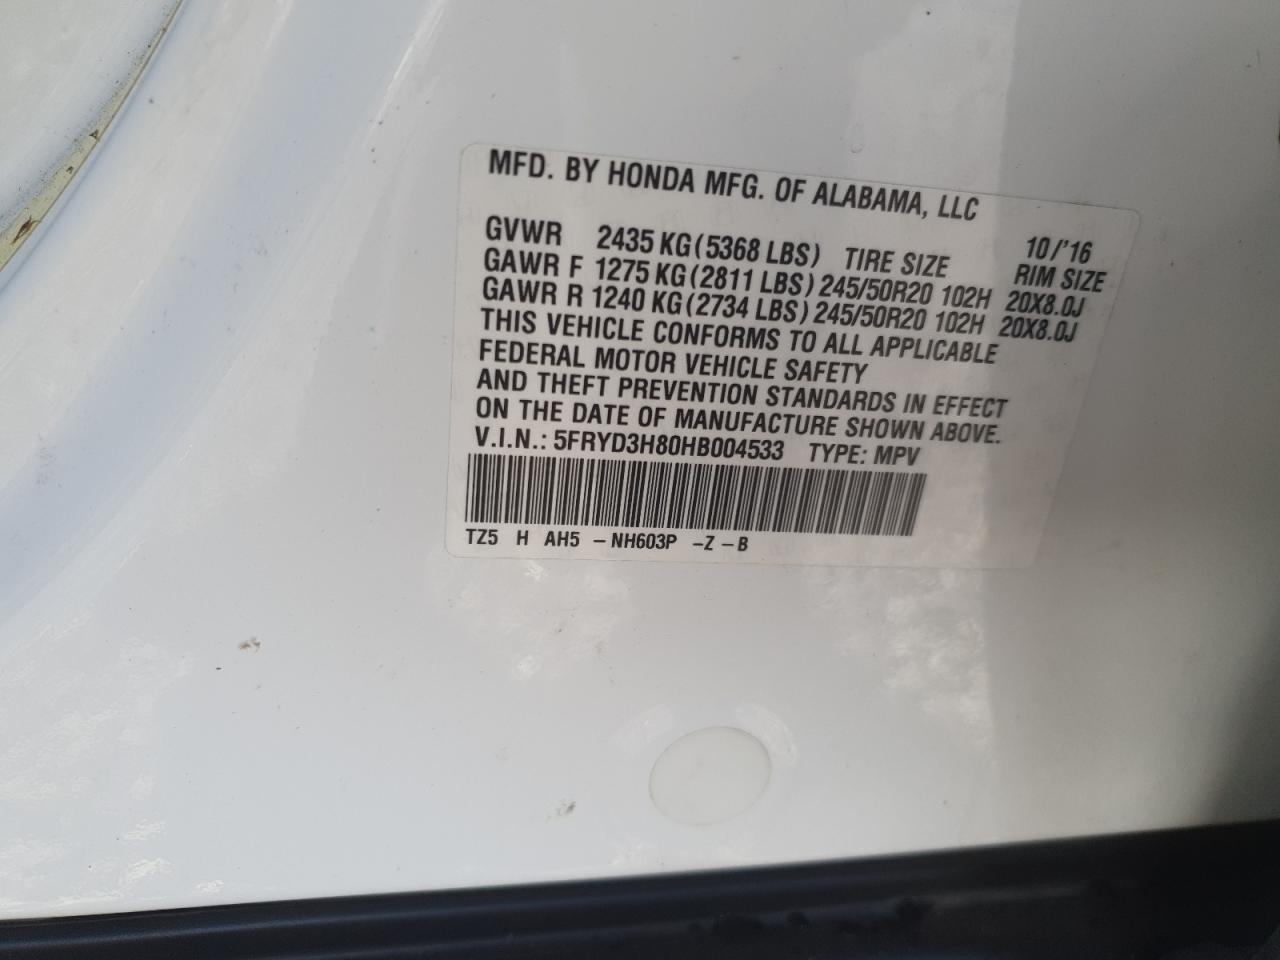 MFD. BY HONDA MFG. OF ALABAMA, LLC
10/'16
GVWR 2435 KG (5368 LBS) TIRE SIZE RIM SIZE
GAWR F 1275 KG (2811 LBS) 245/50R20 102H 20X8.0J
GAWR R 1240 KG (2734 LBS) 245/50R20 102H 20X8.0J
THIS VEHICLE CONFORMS TO ALL APPLICABLE
FEDERAL MOTOR VEHICLE SAFETY
AND THEFT PREVENTION STANDARDS IN EFFECT
ON THE DATE OF MANUFACTURE SHOWN ABOVE.
V.I.N.: 5FRYD3H80HB004533 TYPE: MPV
TZ5 H AH5 – NH603P – Z – B